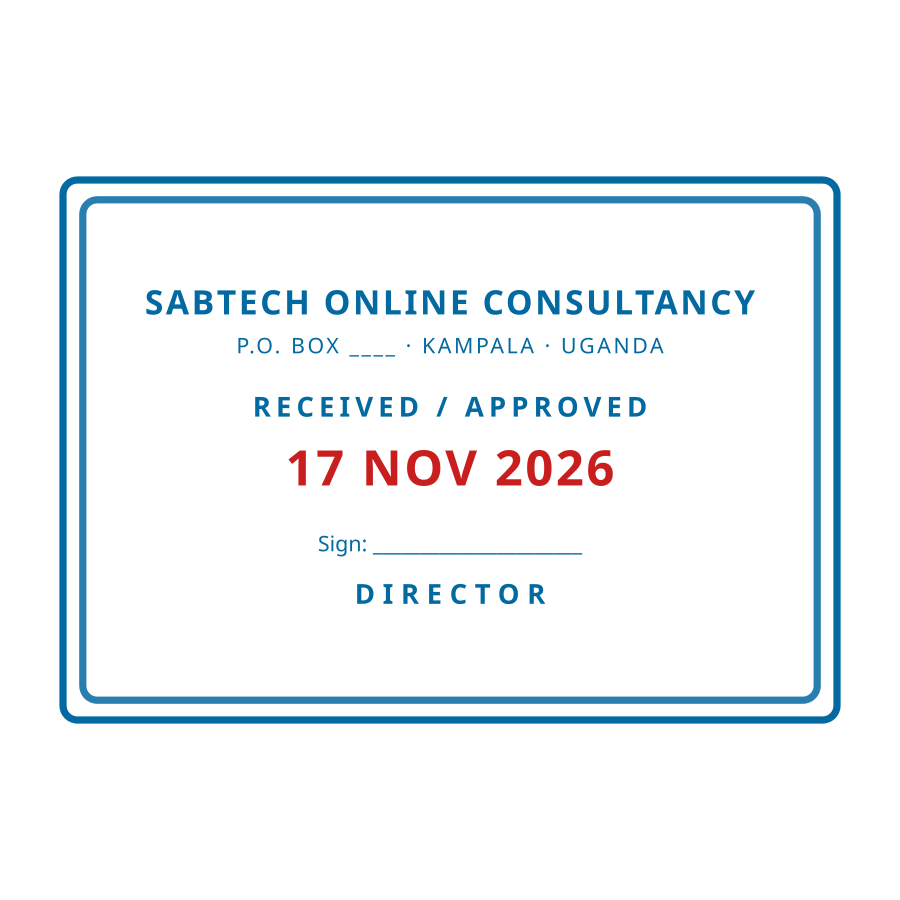 SABTECH ONLINE CONSULTANCY
P.O. BOX ____ · KAMPALA · UGANDA
RECEIVED / APPROVED
17 NOV 2026
Sign: ____________________
DIRECTOR